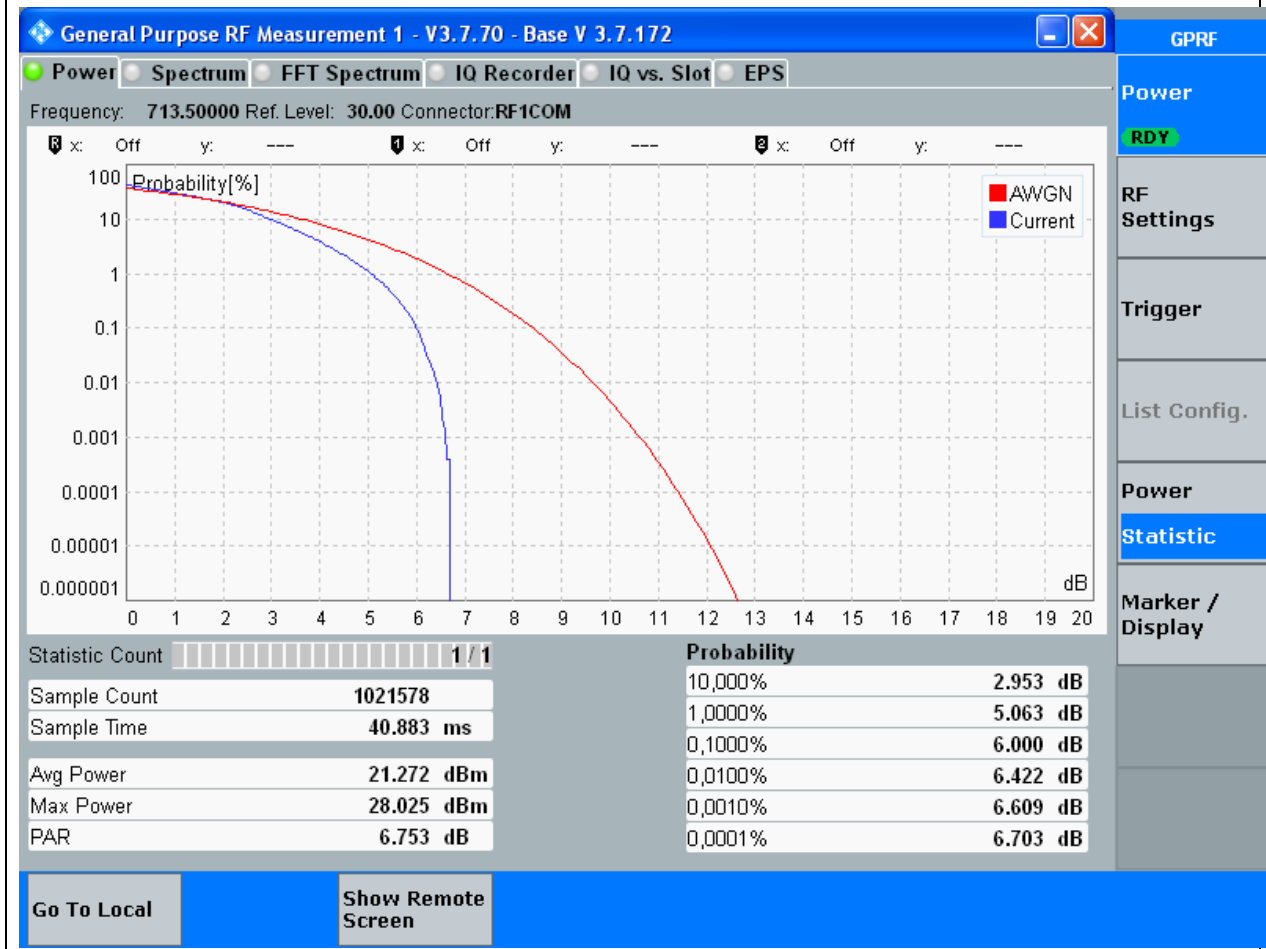 General Purpose RF Measurement 1 - V3.7.70 - Base V 3.7.172
GPRF
Power Spectrum FFT Spectrum IQ Recorder IQ vs. Slot EPS
Power
RDY
Frequency: 713.50000 Ref. Level: 30.00 Connector:RF1COM
R x: Off y: --- 1 x: Off y: --- 2 x: Off y: ---
Probability[%]
AWGN
Current
100
10
1
0.1
0.01
0.001
0.0001
0.00001
0.000001
dB
0 1 2 3 4 5 6 7 8 9 10 11 12 13 14 15 16 17 18 19 20
RF
Settings
Trigger
List Config.
Power
Statistic
Marker /
Display
Statistic Count 1 / 1
Sample Count 1021578
Sample Time 40.883 ms
Avg Power 21.272 dBm
Max Power 28.025 dBm
PAR 6.753 dB
Probability
10,000% 2.953 dB
1,0000% 5.063 dB
0,1000% 6.000 dB
0,0100% 6.422 dB
0,0010% 6.609 dB
0,0001% 6.703 dB
Go To Local
Show Remote
Screen